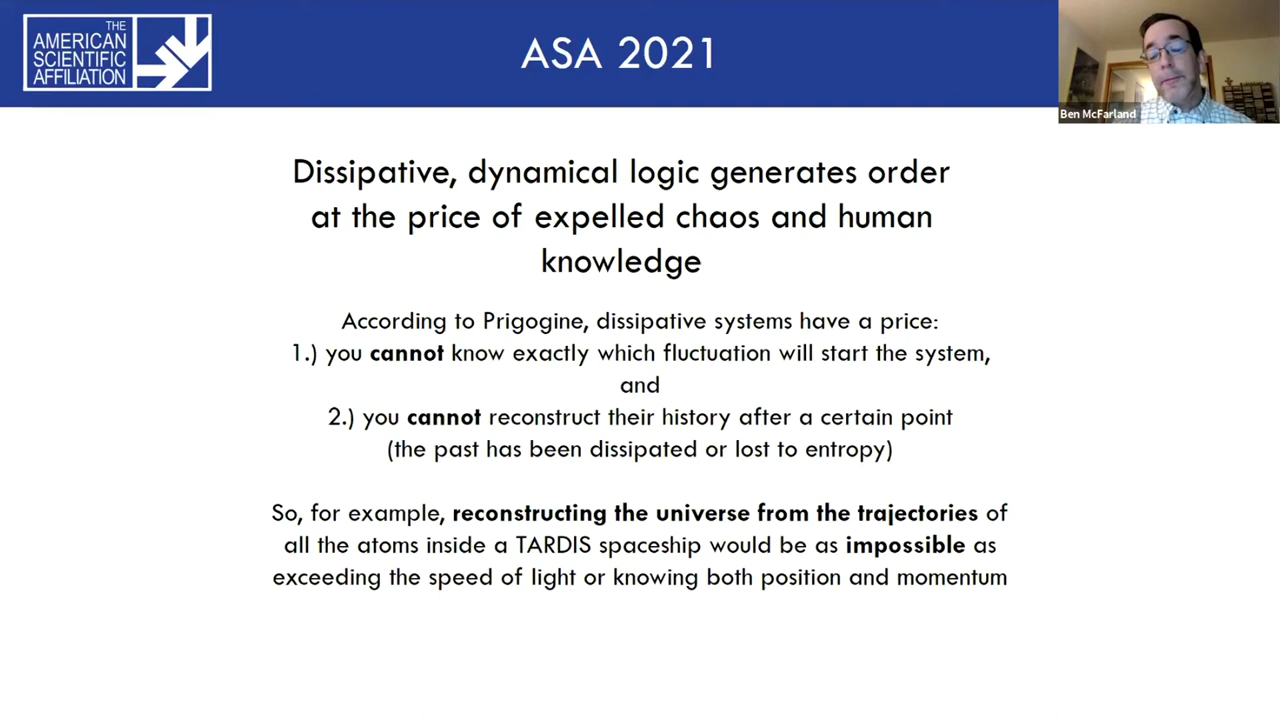 THE
AMERICAN
SCIENTIFIC
AFFILIATION
ASA 2021
Ben McFarland
Dissipative, dynamical logic generates order
at the price of expelled chaos and human
knowledge
According to Prigogine, dissipative systems have a price:
1.) you cannot know exactly which fluctuation will start the system,
and
2.) you cannot reconstruct their history after a certain point
(the past has been dissipated or lost to entropy)
So, for example, reconstructing the universe from the trajectories of
all the atoms inside a TARDIS spaceship would be as impossible as
exceeding the speed of light or knowing both position and momentum